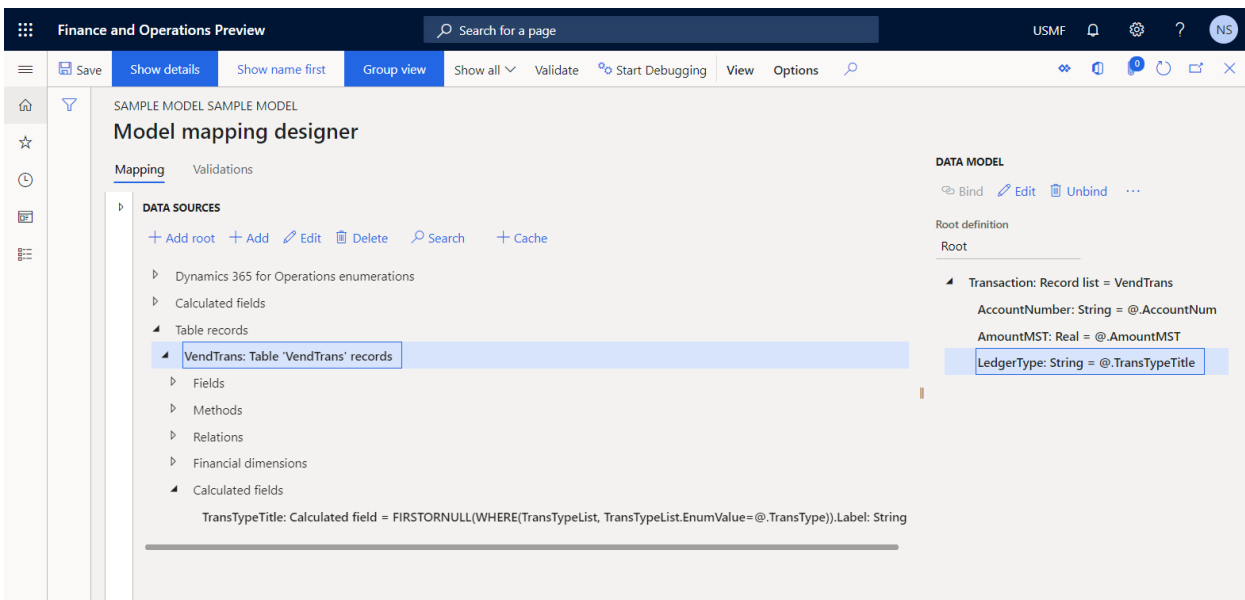 Finance and Operations Preview
Search for a page
USMF
?
NS
Save
Show details
Show name first
Group view
Show all
Validate
Start Debugging
View
Options
0
SAMPLE MODEL SAMPLE MODEL
Model mapping designer
Mapping
Validations
DATA SOURCES
+ Add root
+ Add
Edit
Delete
Search
+ Cache
Dynamics 365 for Operations enumerations
Calculated fields
Table records
VendTrans: Table 'VendTrans' records
Fields
Methods
Relations
Financial dimensions
Calculated fields
TransTypeTitle: Calculated field = FIRSTORNULL(WHERE(TransTypeList, TransTypeList.EnumValue=@.TransType)).Label: String
DATA MODEL
Bind
Edit
Unbind
...
Root definition
Root
Transaction: Record list = VendTrans
AccountNumber: String = @.AccountNum
AmountMST: Real = @.AmountMST
LedgerType: String = @.TransTypeTitle